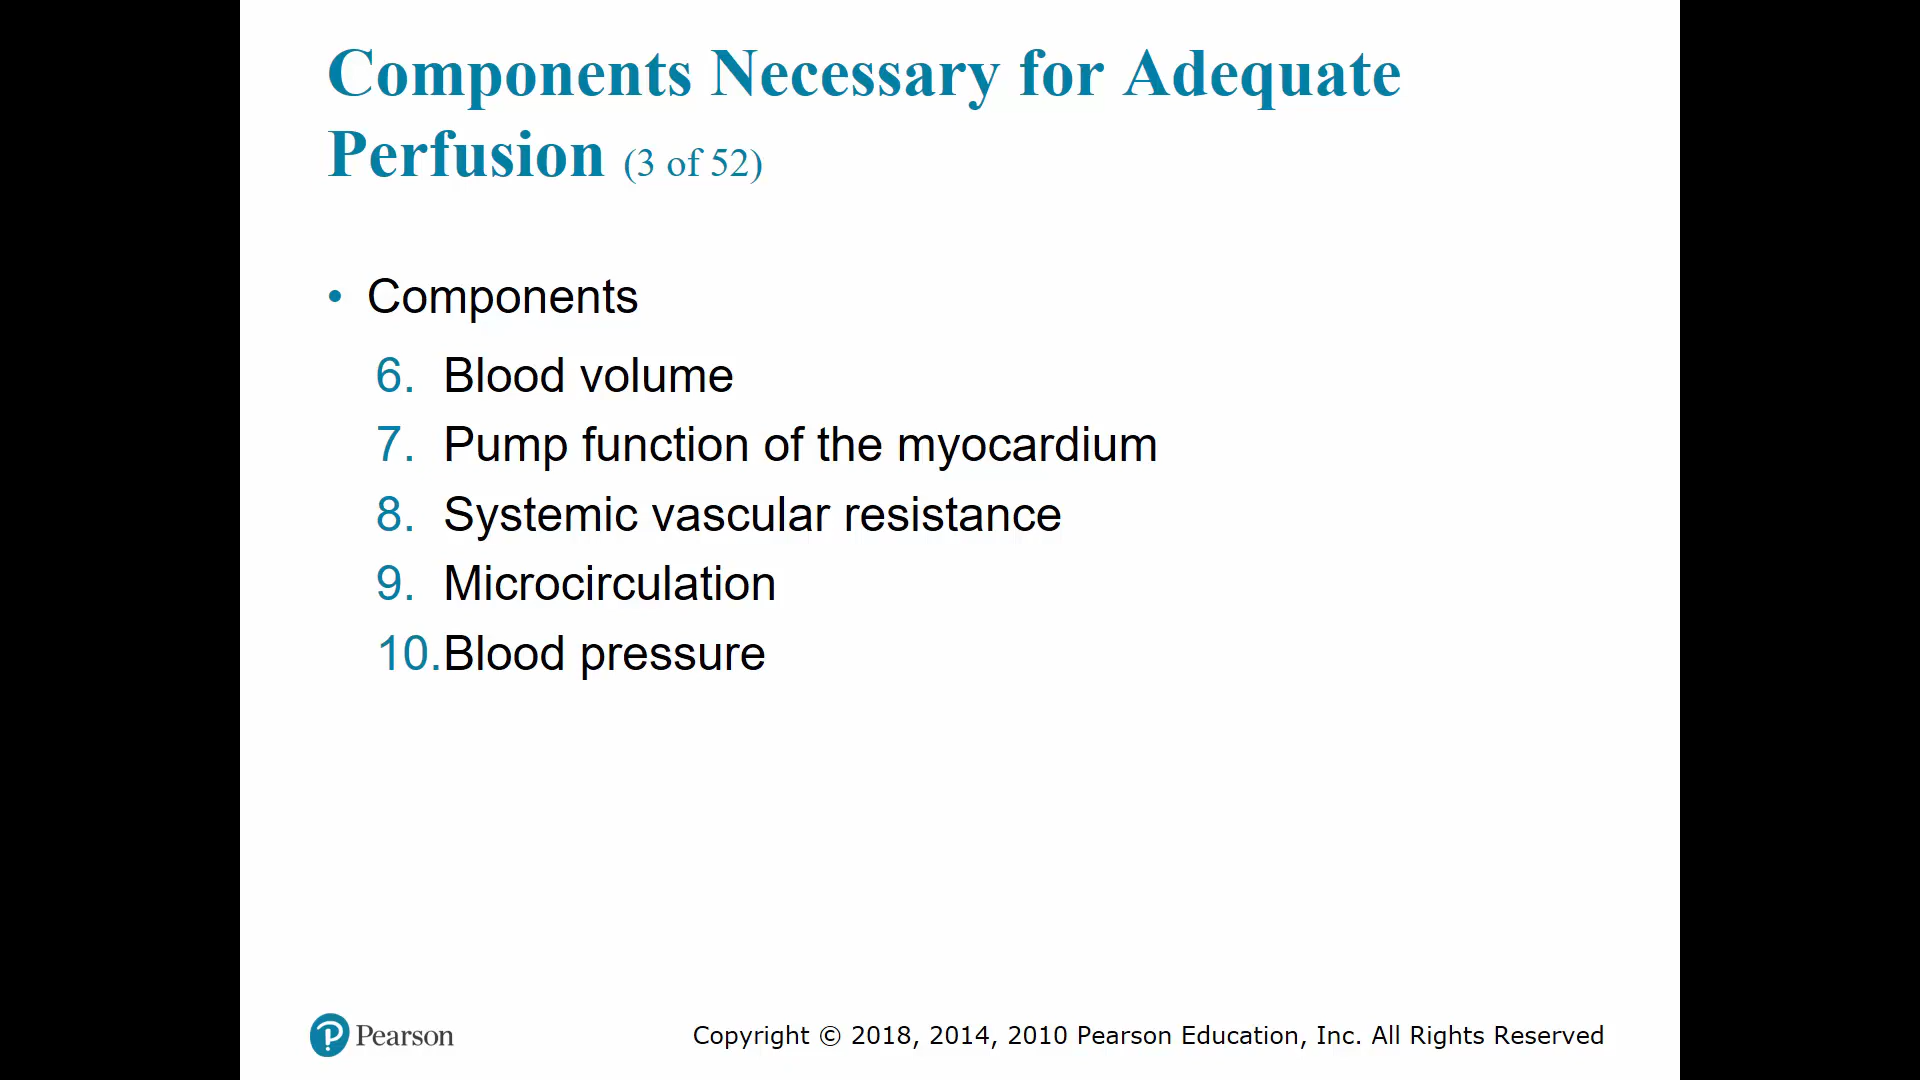 Components Necessary for Adequate
Perfusion (3 of 52)
• Components
6. Blood volume
7. Pump function of the myocardium
8. Systemic vascular resistance
9. Microcirculation
10. Blood pressure
Pearson
Copyright © 2018, 2014, 2010 Pearson Education, Inc. All Rights Reserved